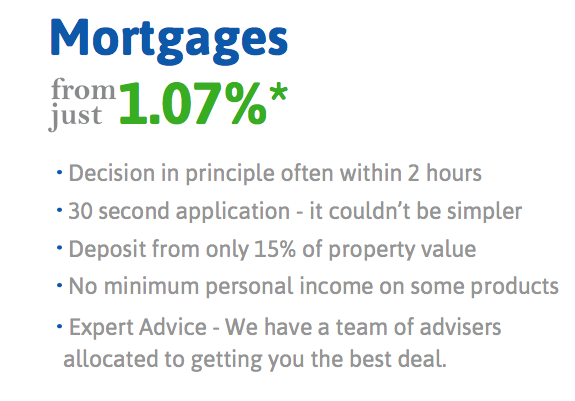 Mortgages
from just 1.07%*
· Decision in principle often within 2 hours
· 30 second application - it couldn’t be simpler
· Deposit from only 15% of property value
· No minimum personal income on some products
· Expert Advice - We have a team of advisers
allocated to getting you the best deal.